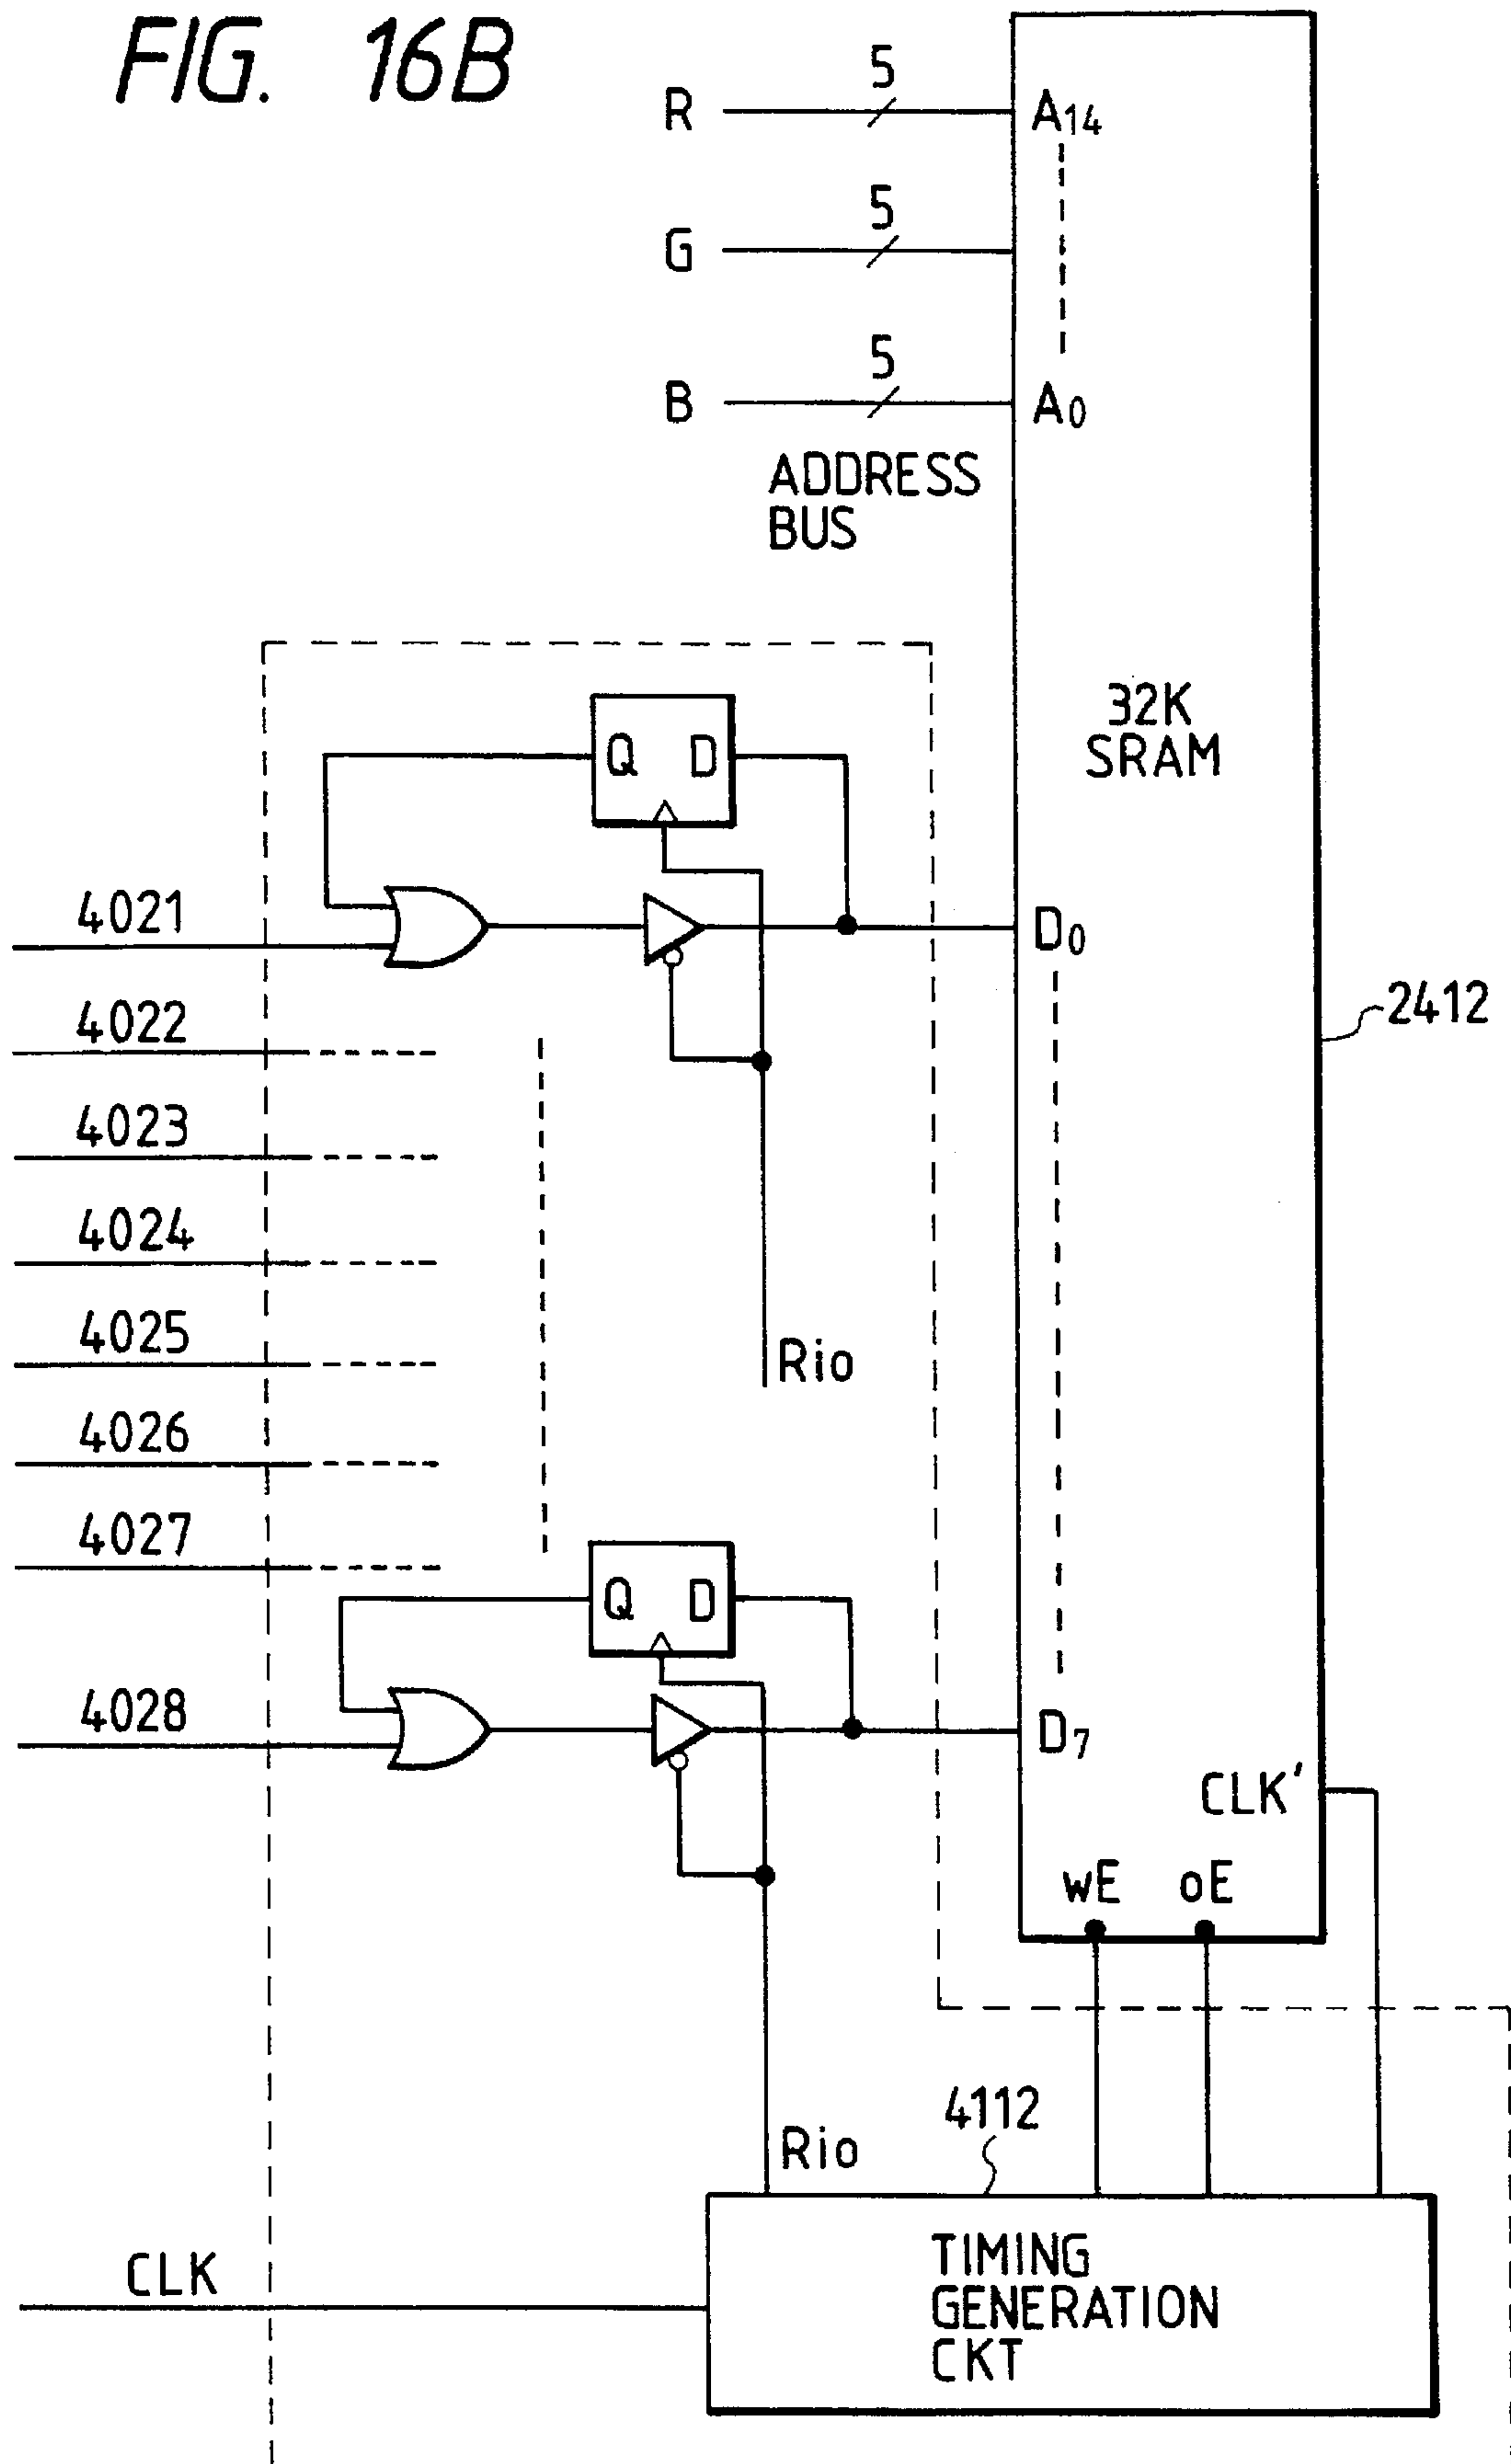 FIG. 16B
5
R
A14
5
G
5
B
A0
ADDRESS
BUS
32K
SRAM
Q D
4021
D0
2412
4022
4023
4024
4025
Rio
4026
4027
Q D
4028
D7
CLK'
wE oE
4112
Rio
CLK
TIMING
GENERATION
CKT